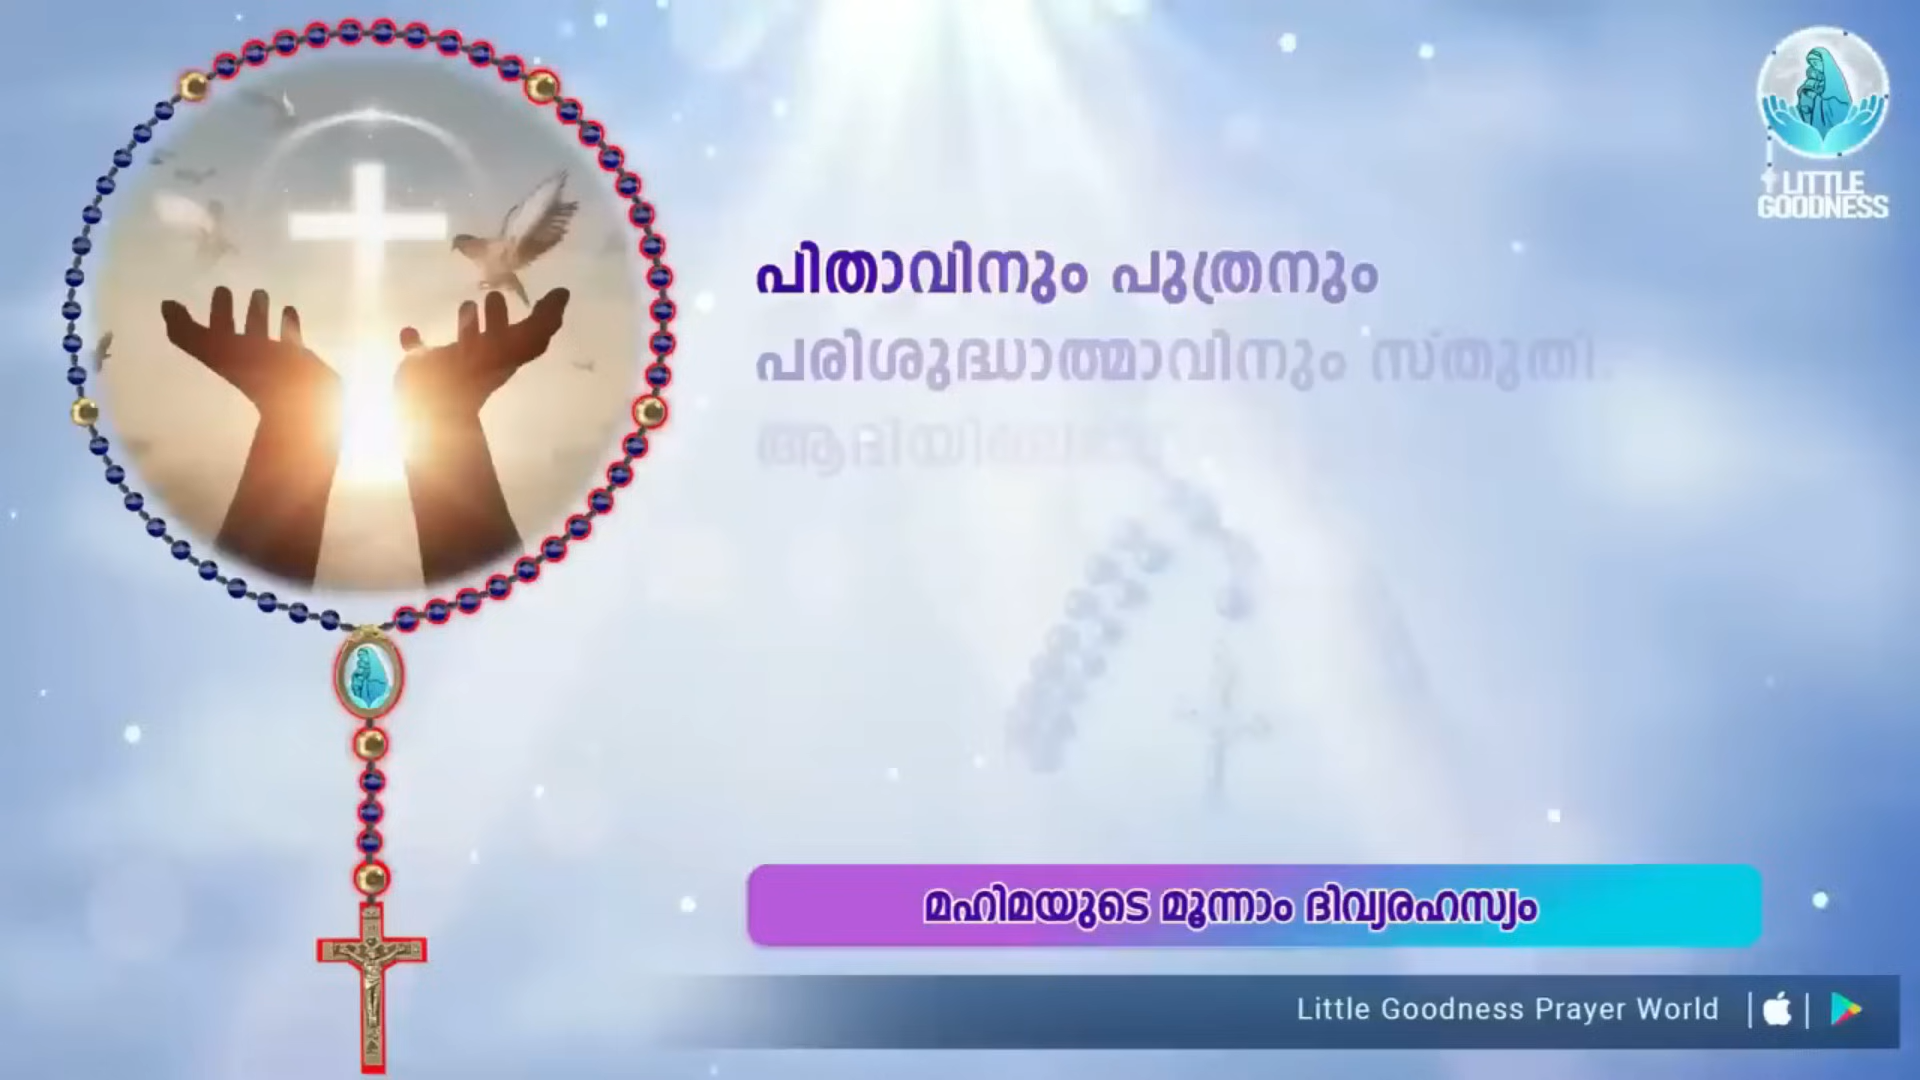 LITTLE
GOODNESS
പിതാവിനും പുത്രനും
പരിശുദ്ധാത്മാവിനും സ്തുതി.
മഹിമയുടെ മൂന്നാം ദിവ്യരഹസ്യം
Little Goodness Prayer World